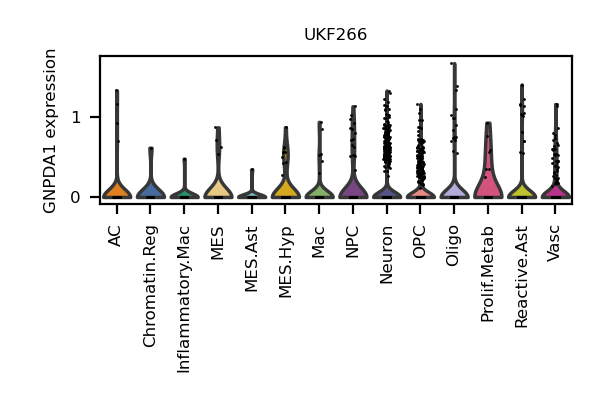 UKF266
GNPDA1 expression
1
0
AC
Chromatin.Reg
Inflammatory.Mac
MES
MES.Ast
MES.Hyp
Mac
NPC
Neuron
OPC
Oligo
Prolif.Metab
Reactive.Ast
Vasc